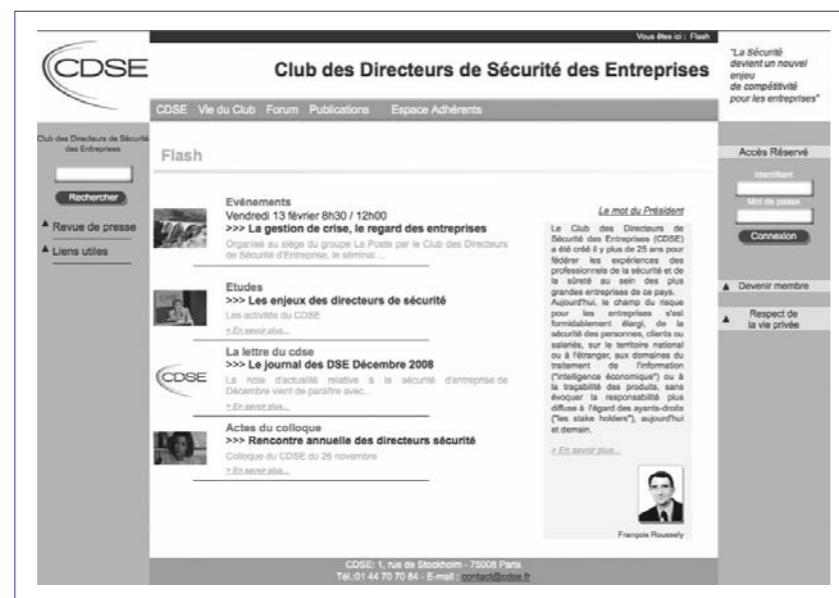 Vous êtes ici : Flash
CDSE
Club des Directeurs de Sécurité des Entreprises
"La Sécurité
devient un nouvel
enjeu
de compétitivité
pour les entreprises"
CDSE Vie du Club Forum Publications Espace Adhérents
Club des Directeurs de Sécurité
des Entreprises
Rechercher
Revue de presse
Liens utiles
Flash
Evénements
Vendredi 13 février 8h30 / 12h00
>>> La gestion de crise, le regard des entreprises
Organisé au siège du groupe La Poste par le Club des Directeurs
de Sécurité d'Entreprise, le séminai ...
Etudes
>>> Les enjeux des directeurs de sécurité
Les activités du CDSE
> En savoir plus...
La lettre du cdse
>>> Le journal des DSE Décembre 2008
CDSE
La note d'actualité relative à la sécurité d'entreprise de
Décembre vient de paraître avec...
> En savoir plus...
Actes du colloque
>>> Rencontre annuelle des directeurs sécurité
Colloque du CDSE du 26 novembre
> En savoir plus...
Le mot du Président
Le Club des Directeurs de
Sécurité des Entreprises (CDSE)
a été créé il y plus de 25 ans pour
fédérer les expériences des
professionnels de la sécurité et de
la sûreté au sein des plus
grandes entreprises de ce pays.
Aujourd'hui, le champ du risque
pour les entreprises s'est
formidablement élargi, de la
sécurité des personnes, clients ou
salariés, sur le territoire national
ou à l'étranger, aux domaines du
traitement de l'information
("intelligence économique") ou à
la traçabilité des produits, sans
évoquer la responsabilité plus
diffuse à l'égard des ayants-droits
("les stake holders"), aujourd'hui
et demain.
> En savoir plus...
François Roussely
Accès Réservé
Identifiant
Mot de passe
Connexion
Devenir membre
Respect de
la vie privée
CDSE: 1, rue de Stockholm - 75008 Paris
Tél.:01 44 70 70 84 - E-mail : contact@cdse.fr